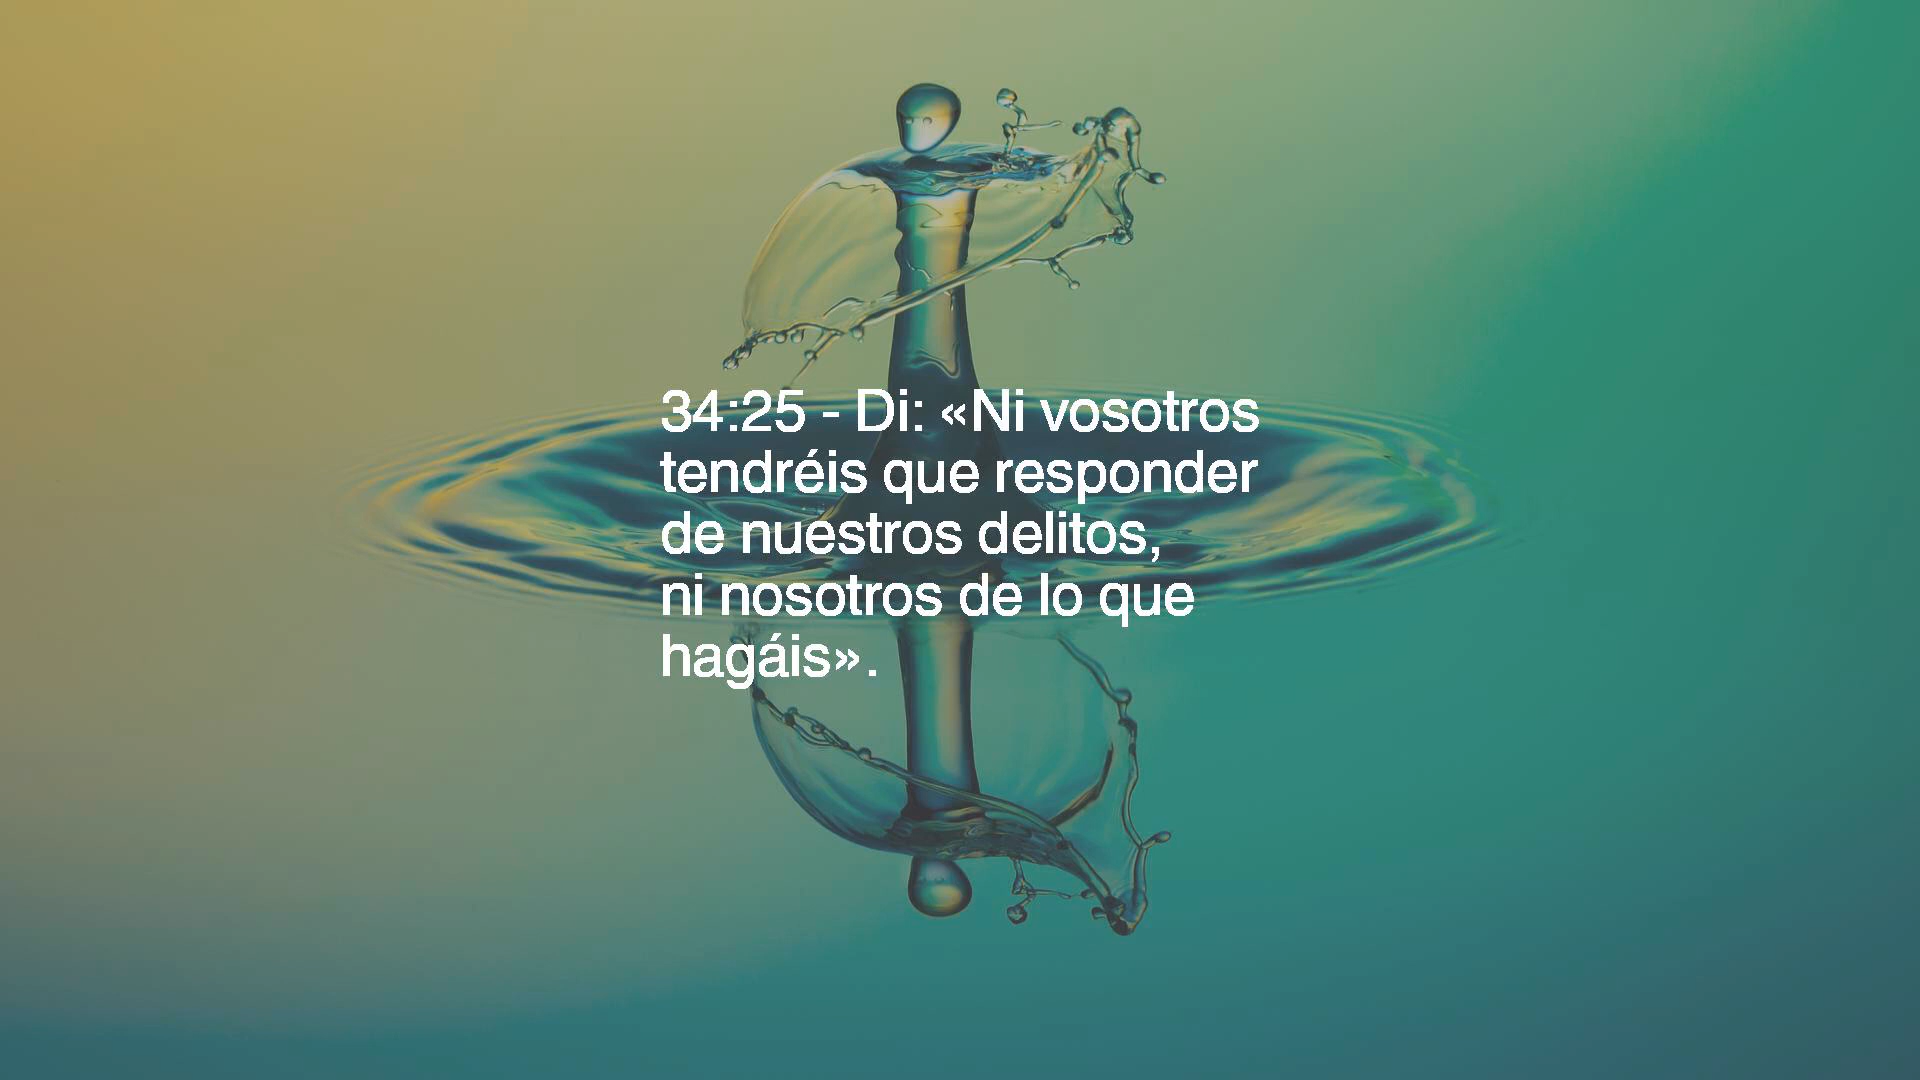 34:25 - Di: «Ni vosotros
tendréis que responder
de nuestros delitos,
ni nosotros de lo que
hagáis».